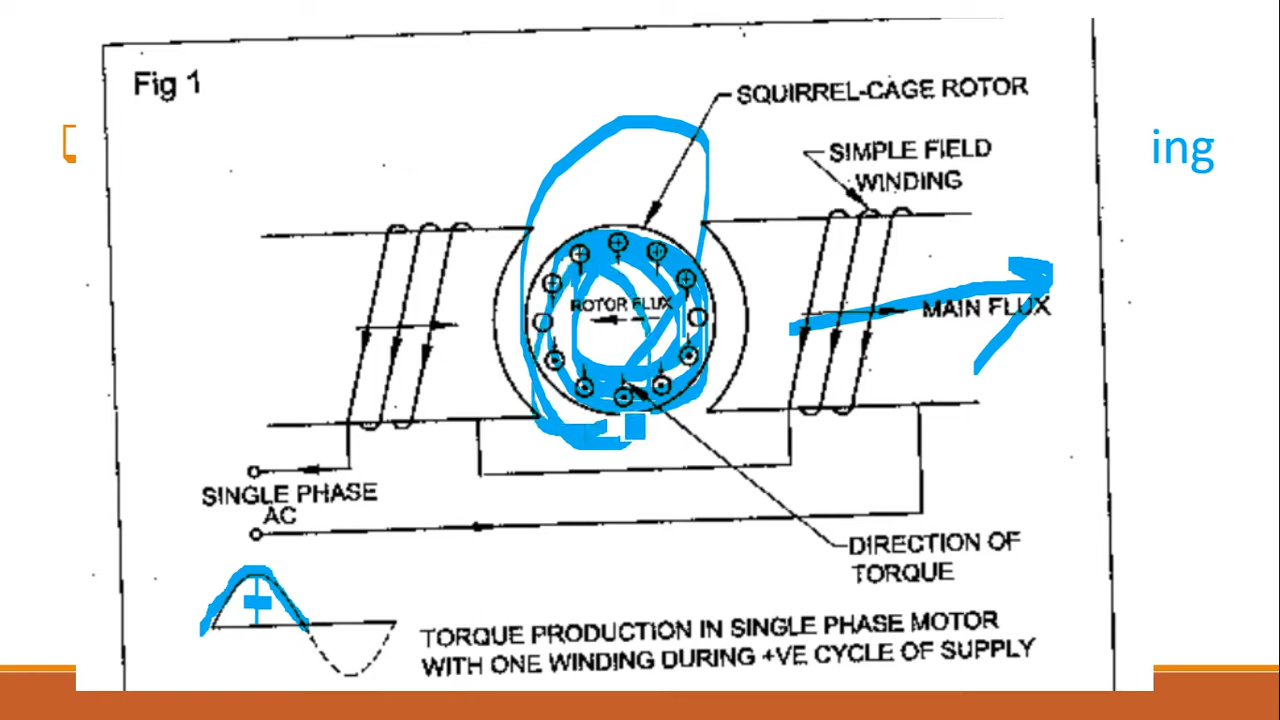 Fig 1
SQUIRREL-CAGE ROTOR
ing
SIMPLE FIELD
WINDING
ROTOR FLUX
MAIN FLUX
SINGLE PHASE
AC
DIRECTION OF
TORQUE
TORQUE PRODUCTION IN SINGLE PHASE MOTOR
WITH ONE WINDING DURING +VE CYCLE OF SUPPLY